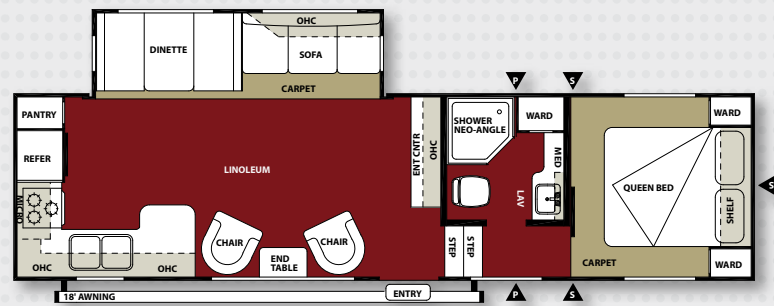 OHC
DINETTE
SOFA
CARPET
P
S
PANTRY
SHOWER
NEO-ANGLE
WARD
WARD
REFER
LINOLEUM
ENT CNTR
OHC
MED
LAV
QUEEN BED
SHELF
S
MICRO
CHAIR
CHAIR
END
TABLE
STEP
STEP
OHC
OHC
CARPET
WARD
18' AWNING
ENTRY
P
S